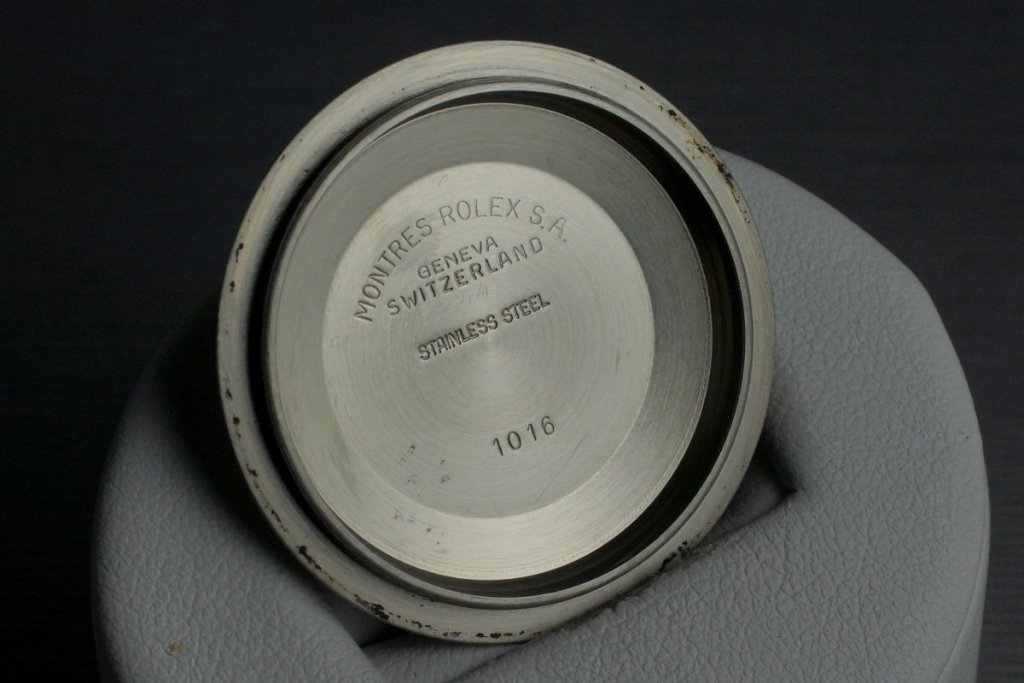 MONTRES ROLEX S.A.
GENEVA
SWITZERLAND
STAINLESS STEEL
1016